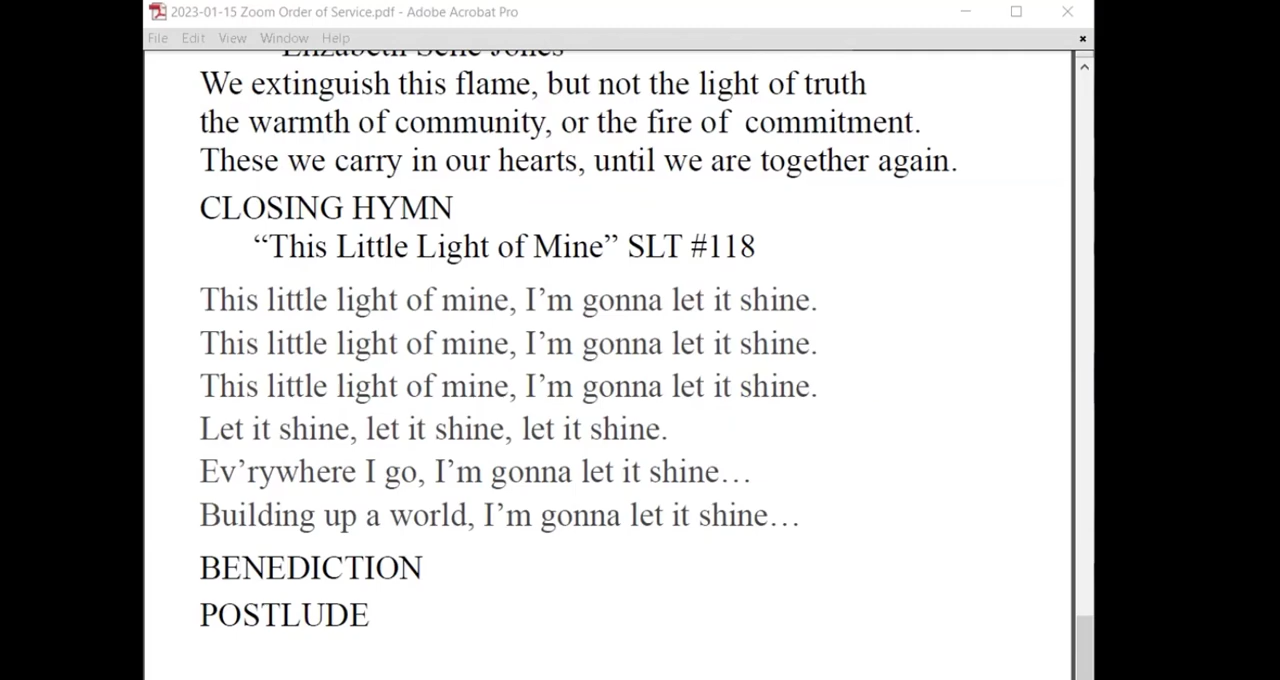 2023-01-15 Zoom Order of Service.pdf - Adobe Acrobat Pro
File Edit View Window Help
Elizabeth Selle Jones
We extinguish this flame, but not the light of truth
the warmth of community, or the fire of commitment.
These we carry in our hearts, until we are together again.
CLOSING HYMN
“This Little Light of Mine” SLT #118
This little light of mine, I’m gonna let it shine.
This little light of mine, I’m gonna let it shine.
This little light of mine, I’m gonna let it shine.
Let it shine, let it shine, let it shine.
Ev’rywhere I go, I’m gonna let it shine…
Building up a world, I’m gonna let it shine…
BENEDICTION
POSTLUDE